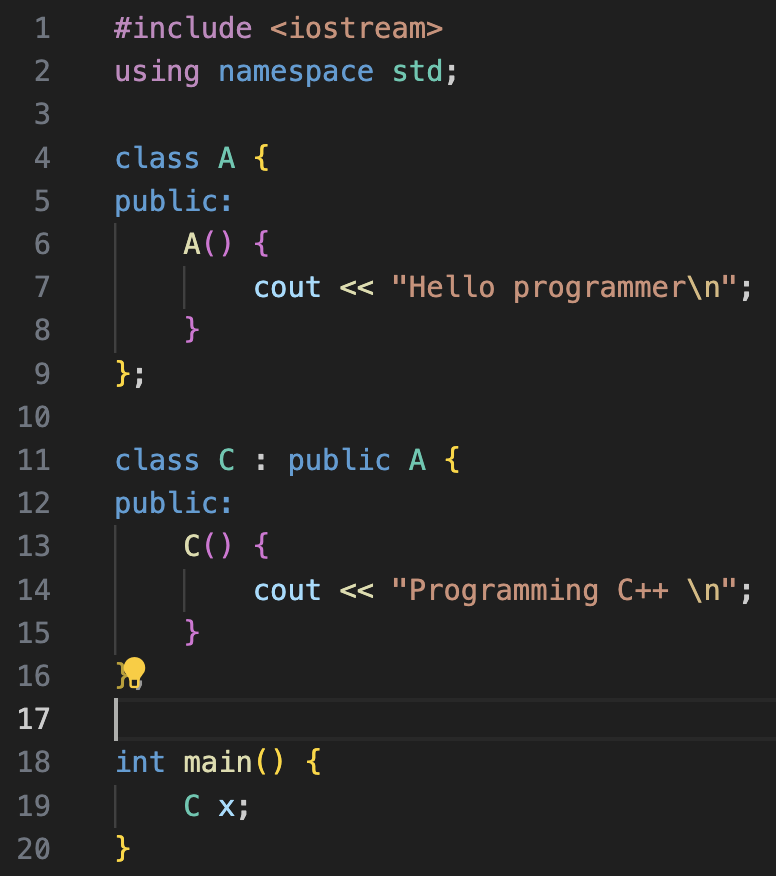 1 #include <iostream>
2 using namespace std;
3
4 class A {
5 public:
6 A() {
7 cout << "Hello programmer\n";
8 }
9 };
10
11 class C : public A {
12 public:
13 C() {
14 cout << "Programming C++ \n";
15 }
16 };
17
18 int main() {
19 C x;
20 }